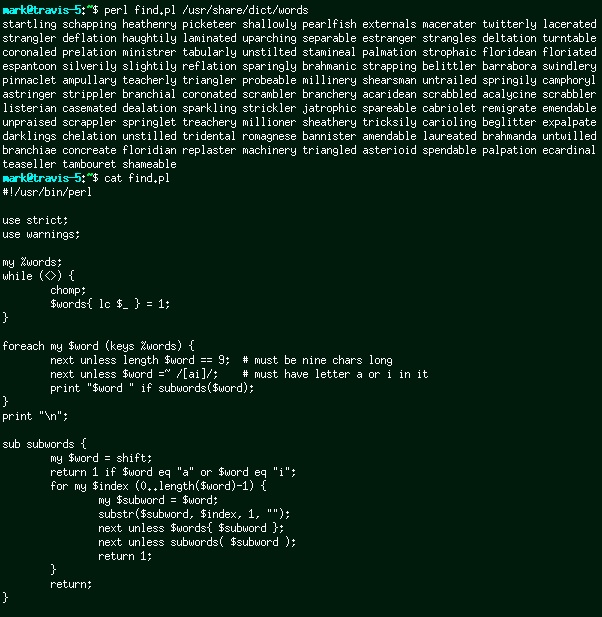 mark@travis-5:~$ perl find.pl /usr/share/dict/words
startling schapping heathenry picketeer shallowly pearlfish externals macerater twitterly lacerated
strangler deflation haughtily laminated uparching separable estranger strangles deltation turntable
coronaled prelation ministrer tabularly unstilted stamineal palmation strophaic floridean floriated
espantoon silverily slightily reflation sparingly brahmanic strapping belittler barrabora swindlery
pinnaclet ampullary teacherly triangler probeable millinery shearsman untrailed springily camphoryl
astringer strippler branchial coronated scrambler branchery acaridean scrabbled acalycine scrabbler
listerian casemated dealation sparkling strickler jatrophic spareable cabriolet remigrate emendable
unpraised scrappler springlet treachery millioner sheathery tricksily carioling beglitter expalpate
darklings chelation unstilled tridental romagnese bannister amendable laureated brahmanda untwilled
branchiae concreate floridian replaster machinery triangled asterioid spendable palpation ecardinal
teaseller tambouret shameable
mark@travis-5:~$ cat find.pl
#!/usr/bin/perl
use strict;
use warnings;
my %words;
while (<>) {
chomp;
$words{ lc $_ } = 1;
}
foreach my $word (keys %words) {
next unless length $word == 9;  # must be nine chars long
next unless $word =~ /[ai]/;    # must have letter a or i in it
print "$word " if subwords($word);
}
print "\n";
sub subwords {
my $word = shift;
return 1 if $word eq "a" or $word eq "i";
for my $index (0..length($word)-1) {
my $subword = $word;
substr($subword, $index, 1, "");
next unless $words{ $subword };
next unless subwords( $subword );
return 1;
}
return;
}